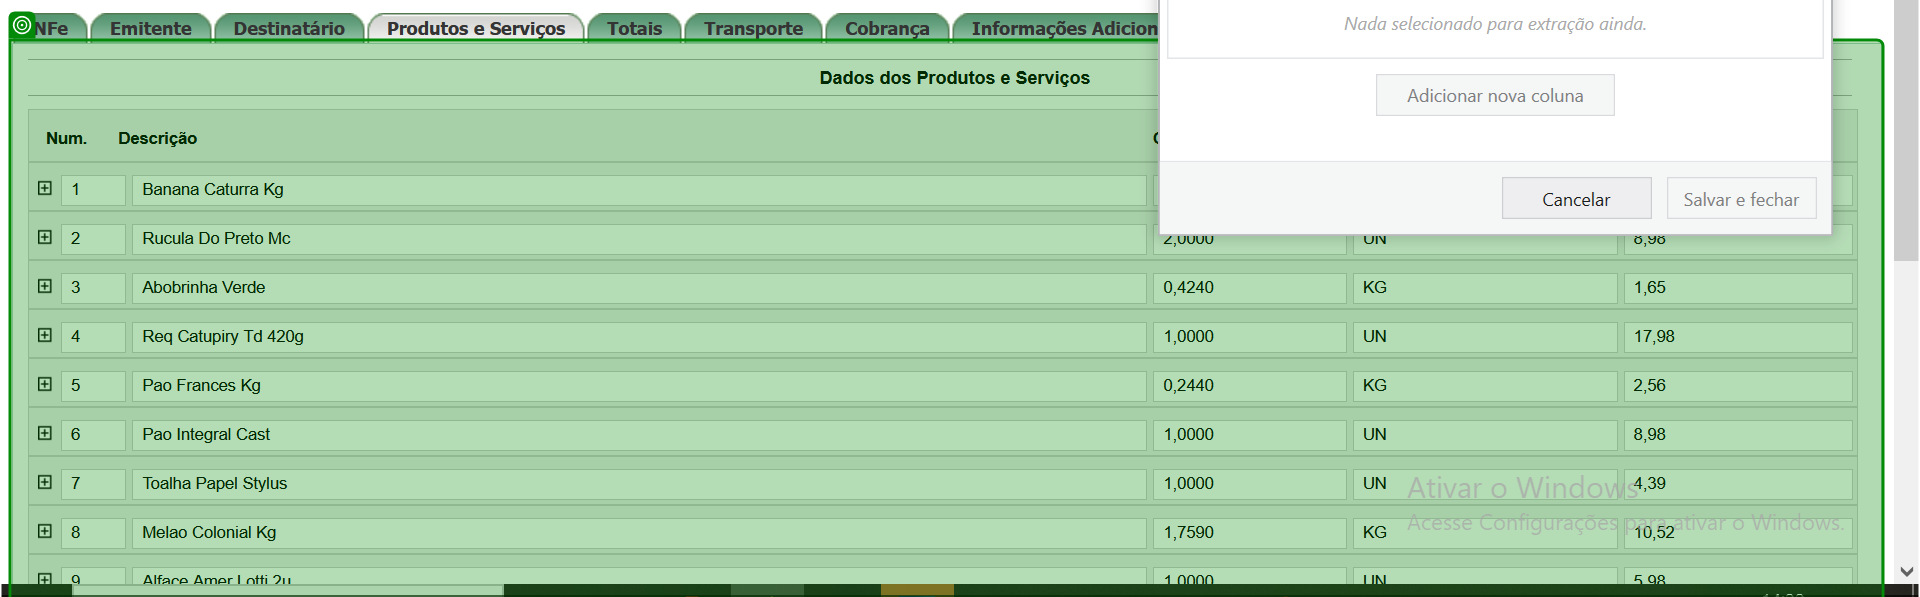 NFe Emitente Destinatário Produtos e Serviços Totais Transporte Cobrança Informações Adicion
Nada selecionado para extração ainda.
Adicionar nova coluna
Cancelar Salvar e fechar
Dados dos Produtos e Serviços
Num. Descrição
1 Banana Caturra Kg
2 Rucula Do Preto Mc 2,0000 UN 8,98
3 Abobrinha Verde 0,4240 KG 1,65
4 Req Catupiry Td 420g 1,0000 UN 17,98
5 Pao Frances Kg 0,2440 KG 2,56
6 Pao Integral Cast 1,0000 UN 8,98
7 Toalha Papel Stylus 1,0000 UN 4,39
8 Melao Colonial Kg 1,7590 KG 10,52
9 Alface Amer Lotti 2u 1,0000 UN 5,98
Ativar o Windows
Acesse Configurações para ativar o Windows.